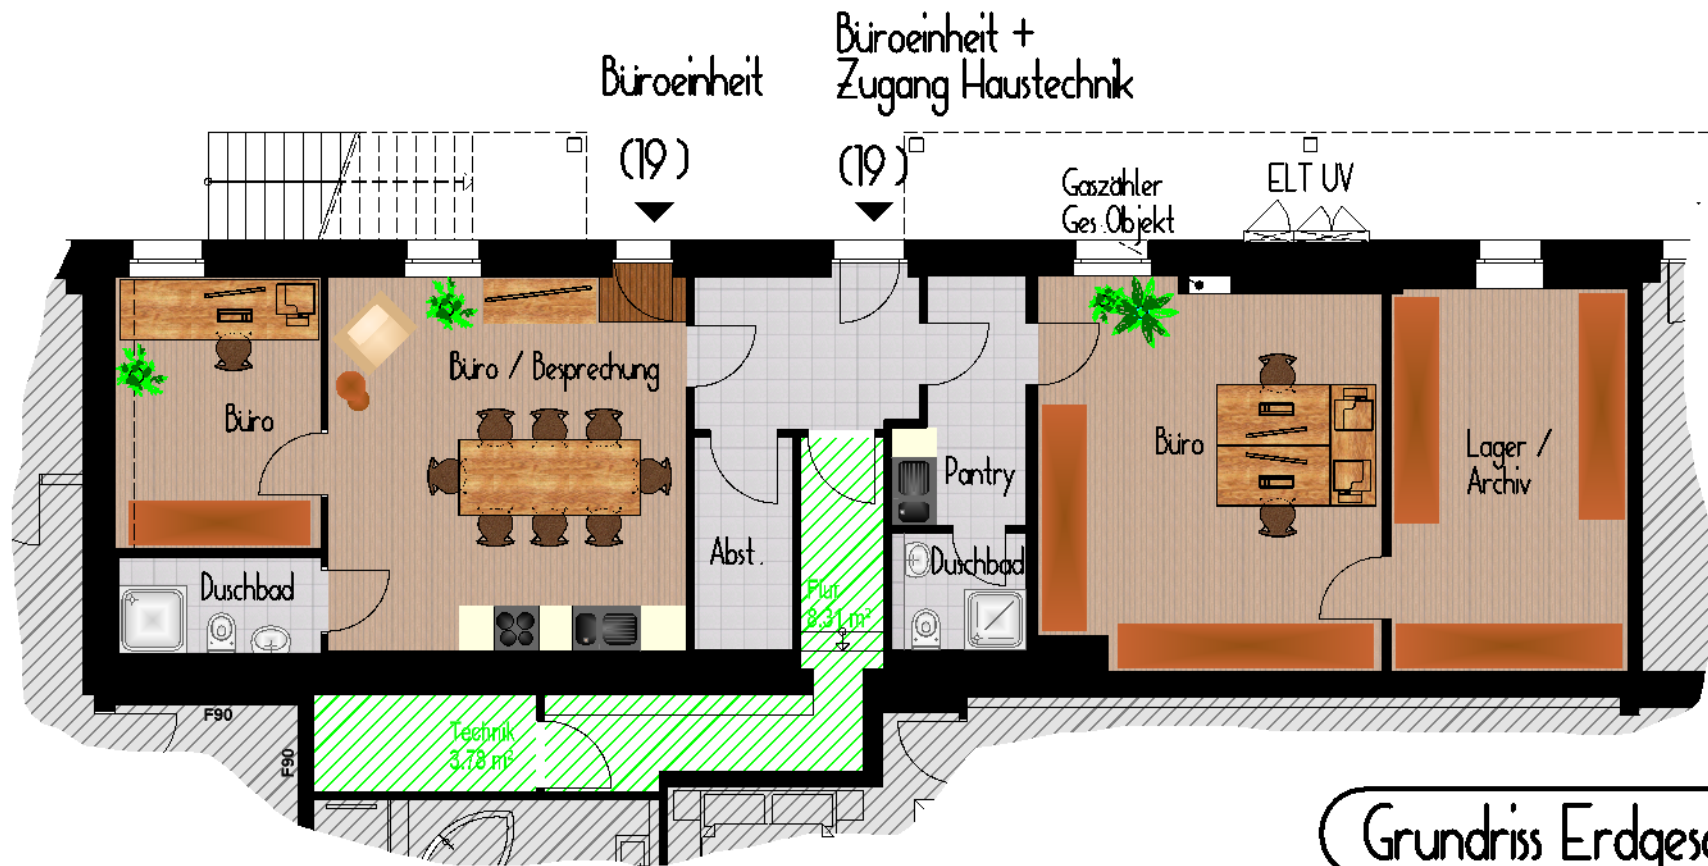 Büroeinheit
(19)
Büroeinheit +
Zugang Haustechnik
(19)
Gaszähler
Ges.Objekt
ELT UV
Büro
Büro / Besprechung
Duschbad
Abst.
Flur
8.31 m²
Pantry
Duschbad
Büro
Lager /
Archiv
Technik
3.78 m²
F90
F90
Grundriss Erdges